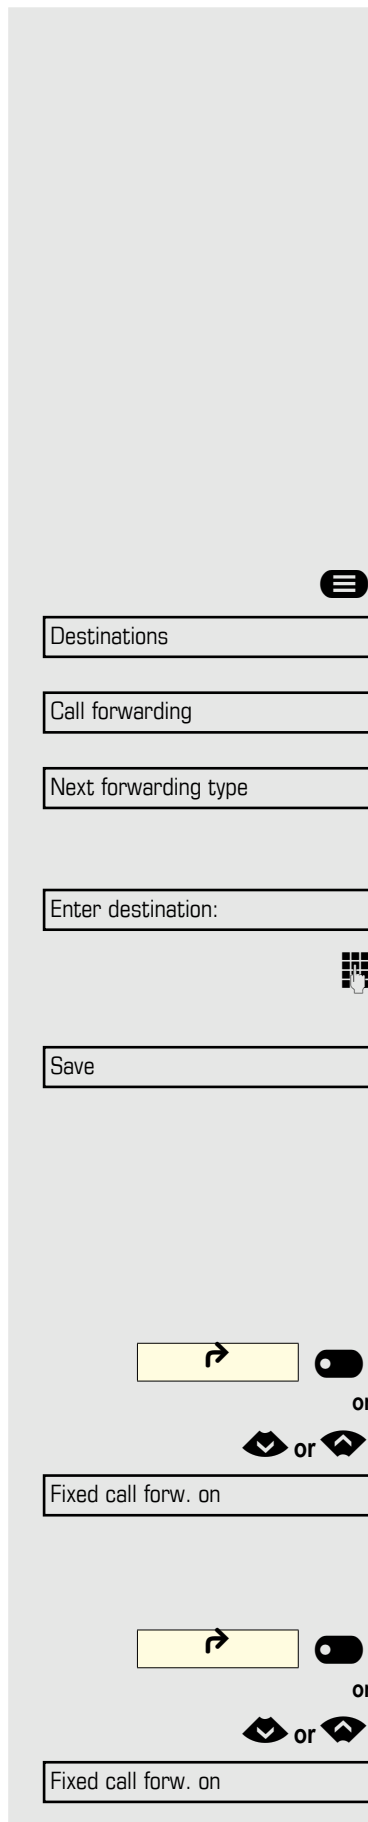 Destinations
Call forwarding
Next forwarding type
Enter destination:
Save
or
or
Fixed call forw. on
or
or
Fixed call forw. on